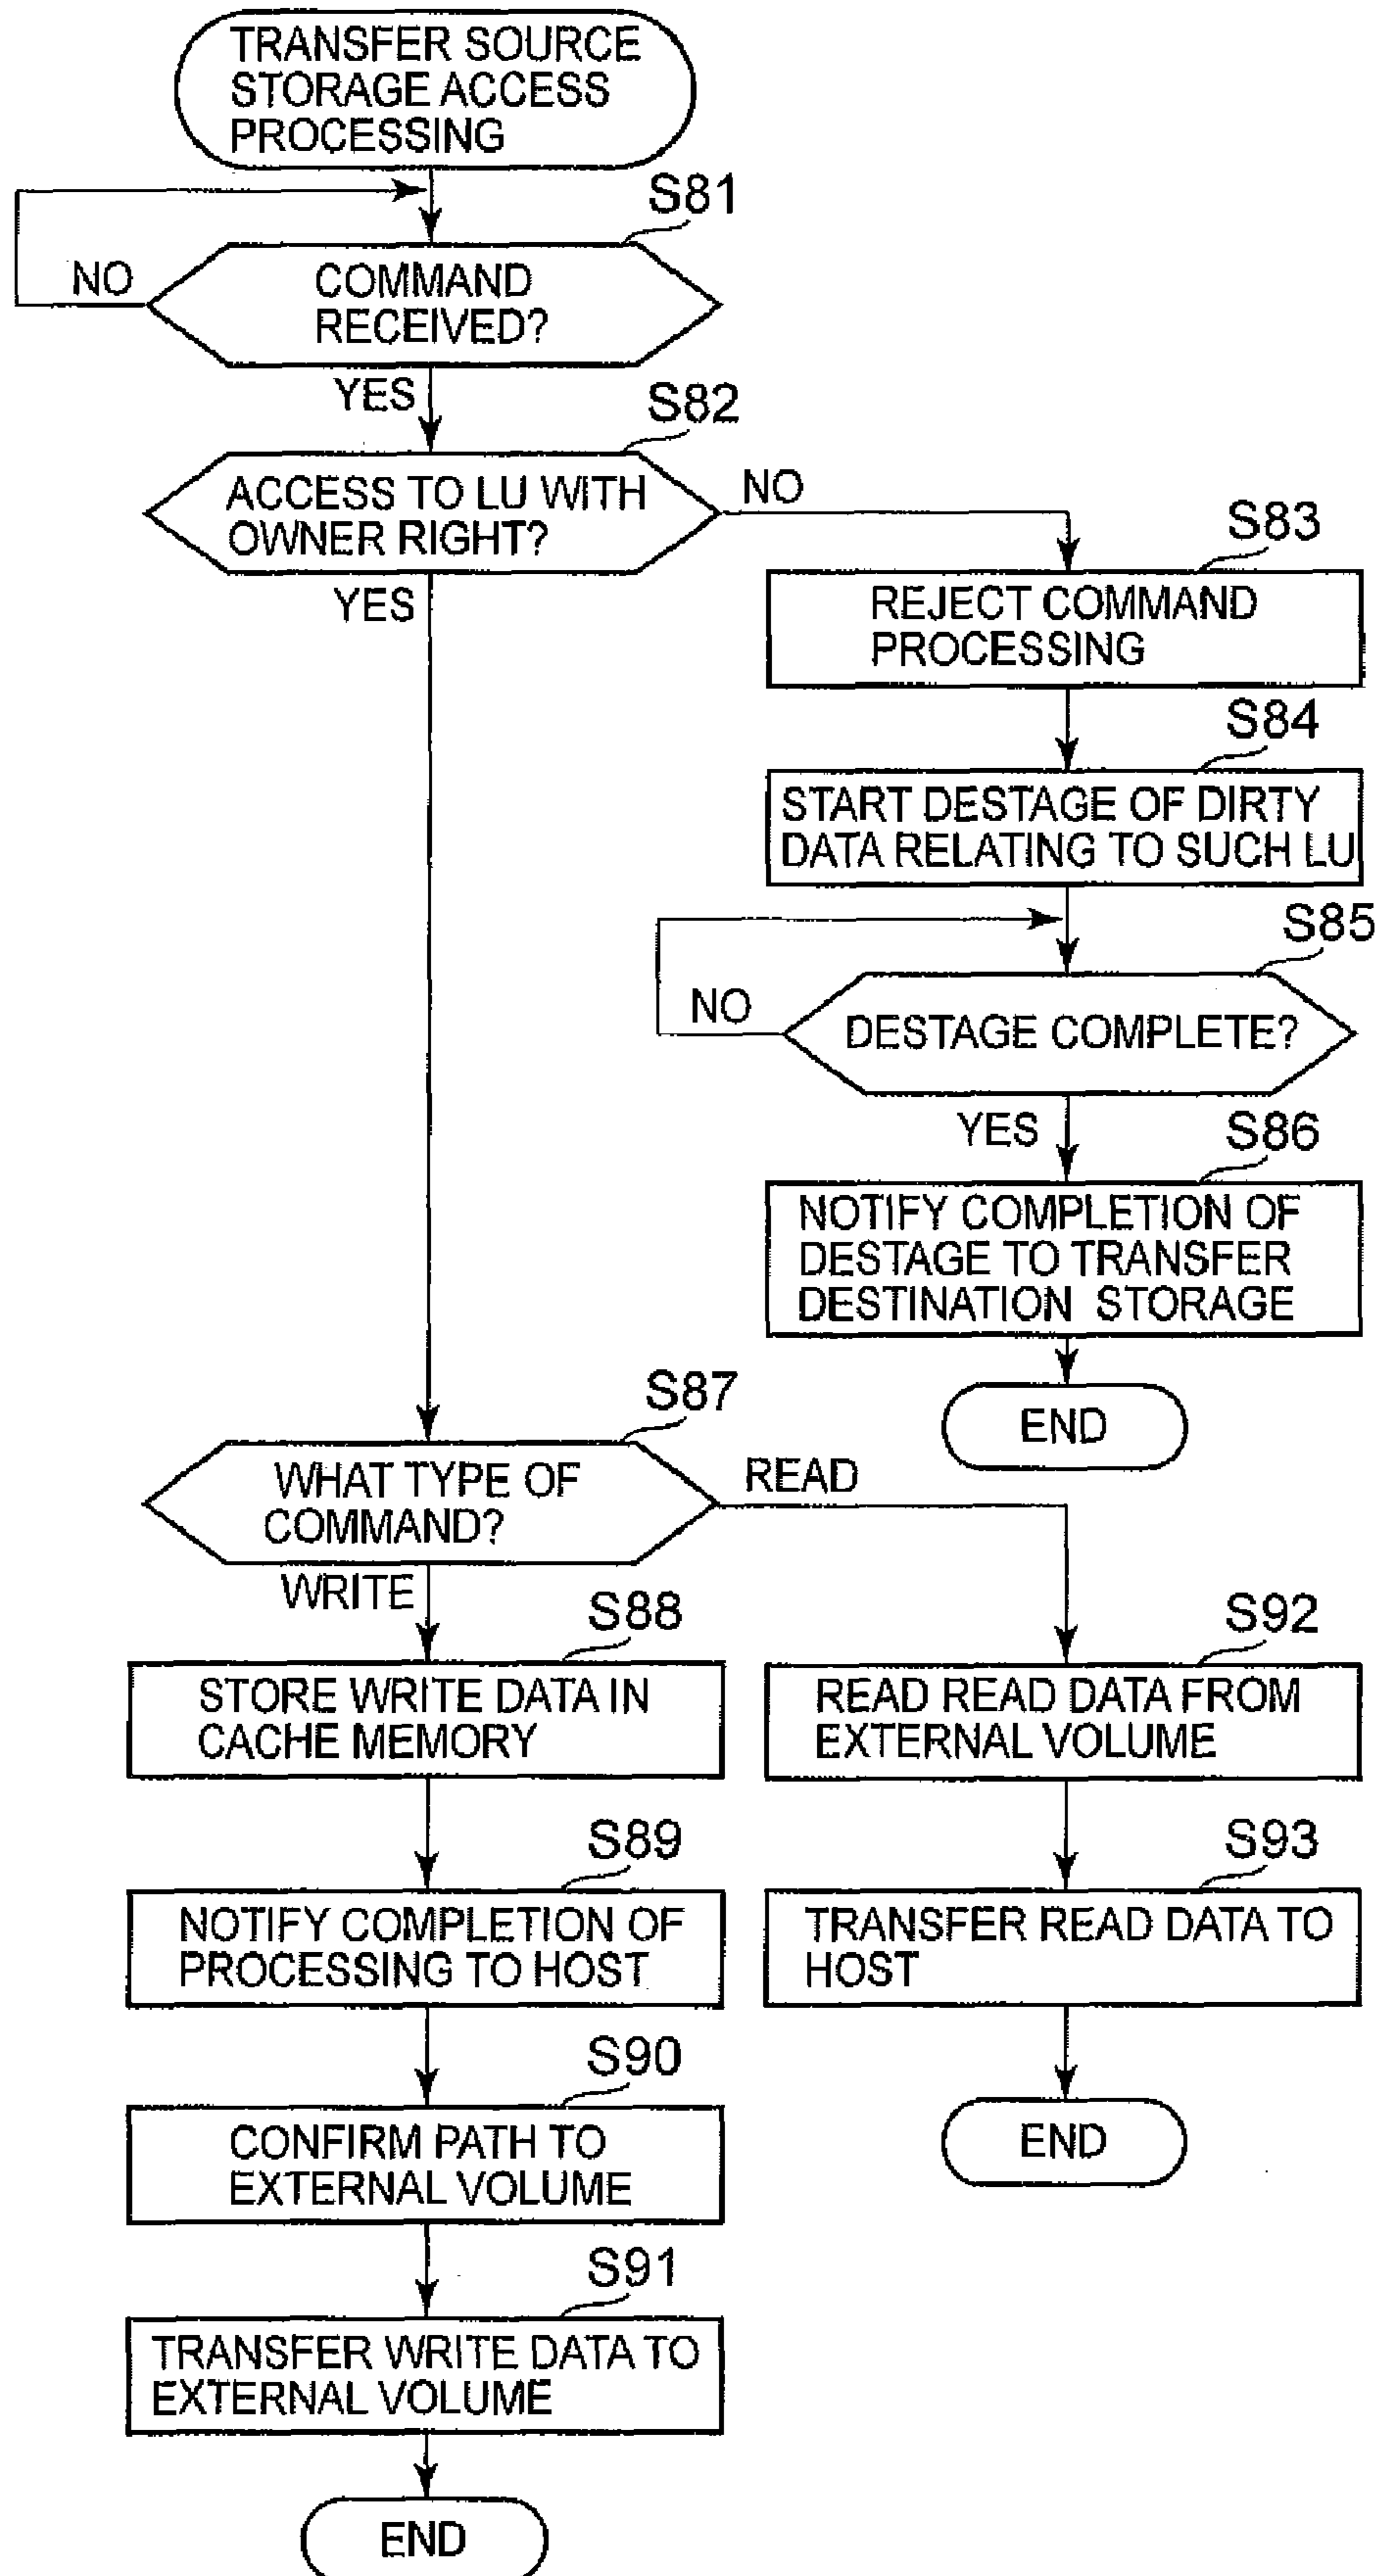 TRANSFER SOURCE
STORAGE ACCESS
PROCESSING
S81
NO
COMMAND
RECEIVED?
YES
S82
ACCESS TO LU WITH
OWNER RIGHT?
NO
YES
S83
REJECT COMMAND
PROCESSING
S84
START DESTAGE OF DIRTY
DATA RELATING TO SUCH LU
S85
NO
DESTAGE COMPLETE?
YES
S86
NOTIFY COMPLETION OF
DESTAGE TO TRANSFER
DESTINATION STORAGE
END
S87
WHAT TYPE OF
COMMAND?
READ
WRITE
S88
STORE WRITE DATA IN
CACHE MEMORY
S89
NOTIFY COMPLETION OF
PROCESSING TO HOST
S90
CONFIRM PATH TO
EXTERNAL VOLUME
S91
TRANSFER WRITE DATA TO
EXTERNAL VOLUME
END
S92
READ READ DATA FROM
EXTERNAL VOLUME
S93
TRANSFER READ DATA TO
HOST
END